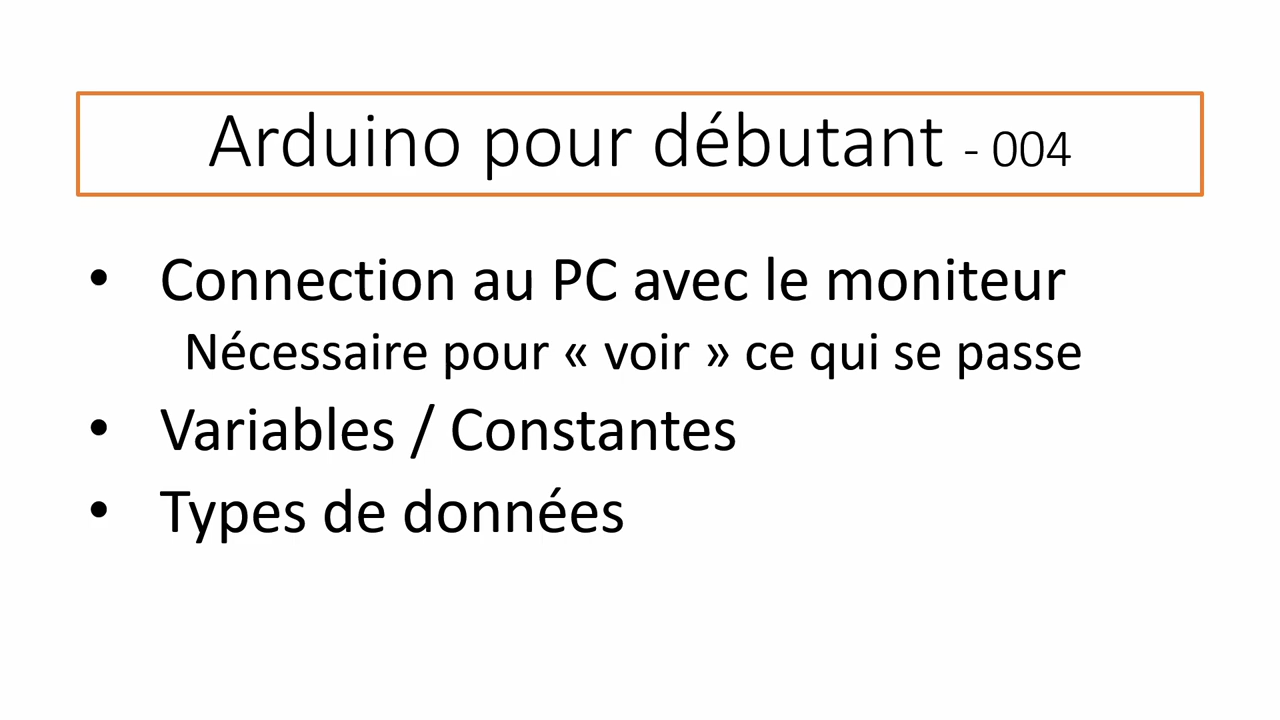 Arduino pour débutant - 004
• Connection au PC avec le moniteur
Nécessaire pour « voir » ce qui se passe
• Variables / Constantes
• Types de données